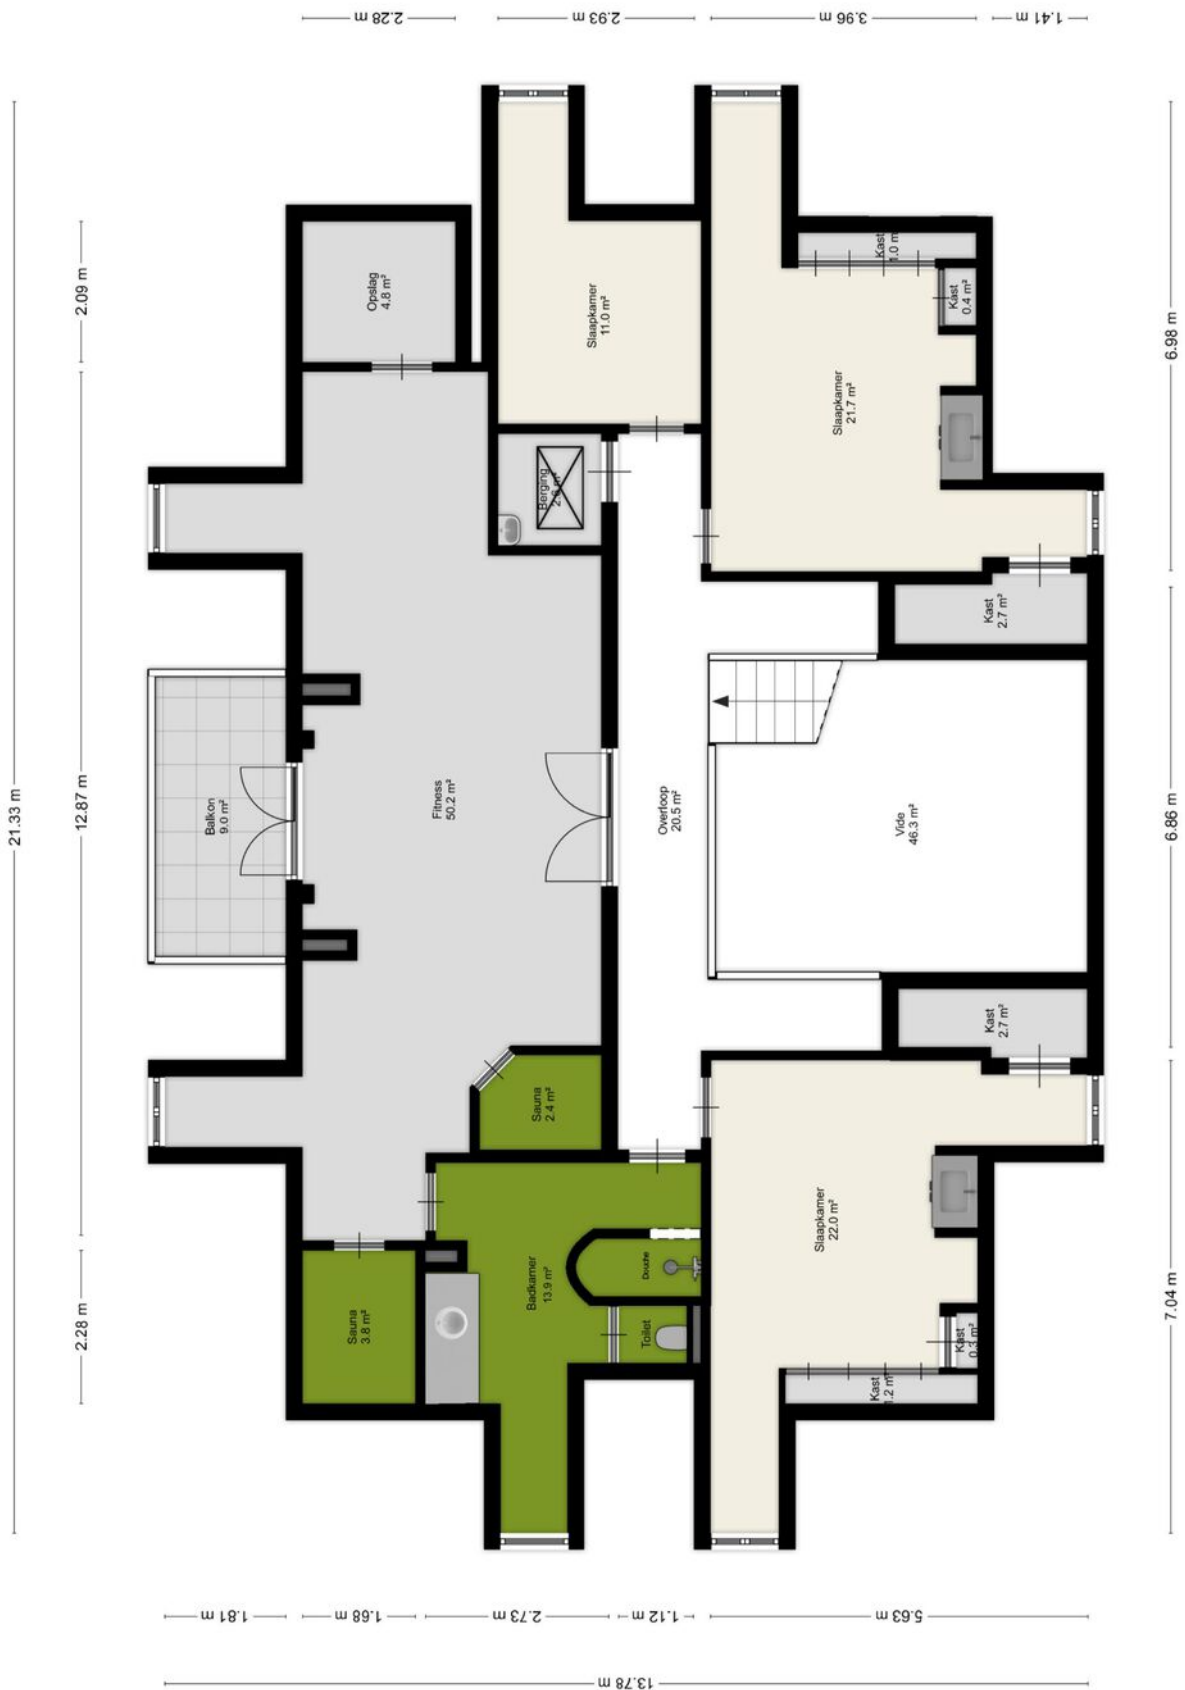 2.28 m
2.93 m
3.96 m
1.41 m
21.33 m
2.09 m
12.87 m
2.28 m
6.98 m
6.86 m
7.04 m
Opslag
4.8 m²
Slaapkamer
11.0 m²
Kast
1.0 m
Kast
0.4 m²
Slaapkamer
21.7 m²
Berging
Kast
2.7 m²
Balkon
9.0 m²
Fitness
50.2 m²
Overloop
20.5 m²
Vide
46.3 m²
Kast
2.7 m²
Sauna
2.4 m²
Slaapkamer
22.0 m²
Douche
Badkamer
13.9 m²
Toilet
Sauna
3.8 m²
Kast
0.3 m²
Kast
1.2 m²
1.81 m
1.68 m
2.73 m
1.12 m
5.63 m
13.78 m